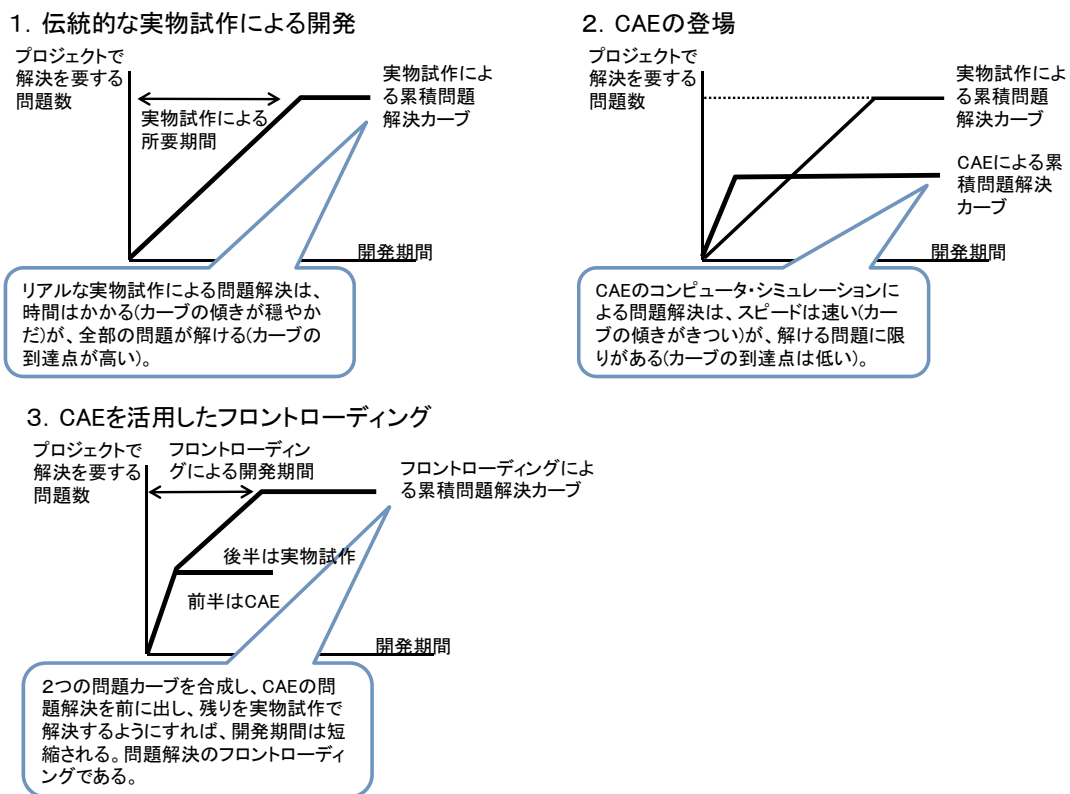 1. 伝統的な実物試作による開発
プロジェクトで
解決を要する
問題数
実物試作による
所要期間
実物試作によ
る累積問題
解決カーブ
開発期間
リアルな実物試作による問題解決は、
時間はかかる(カーブの傾きが穏やか
だ)が、全部の問題が解ける(カーブの
到達点が高い)。
2. CAEの登場
プロジェクトで
解決を要する
問題数
実物試作によ
る累積問題
解決カーブ
CAEによる累
積問題解決
カーブ
開発期間
CAEのコンピュータ・シミュレーションに
よる問題解決は、スピードは速い(カー
ブの傾きがきつい)が、解ける問題に限
りがある(カーブの到達点は低い)。
3. CAEを活用したフロントローディング
プロジェクトで
解決を要する
問題数
フロントローディン
グによる開発期間
フロントローディングによ
る累積問題解決カーブ
後半は実物試作
前半はCAE
開発期間
2つの問題カーブを合成し、CAEの問
題解決を前に出し、残りを実物試作で
解決するようにすれば、開発期間は短
縮される。問題解決のフロントローディ
ングである。